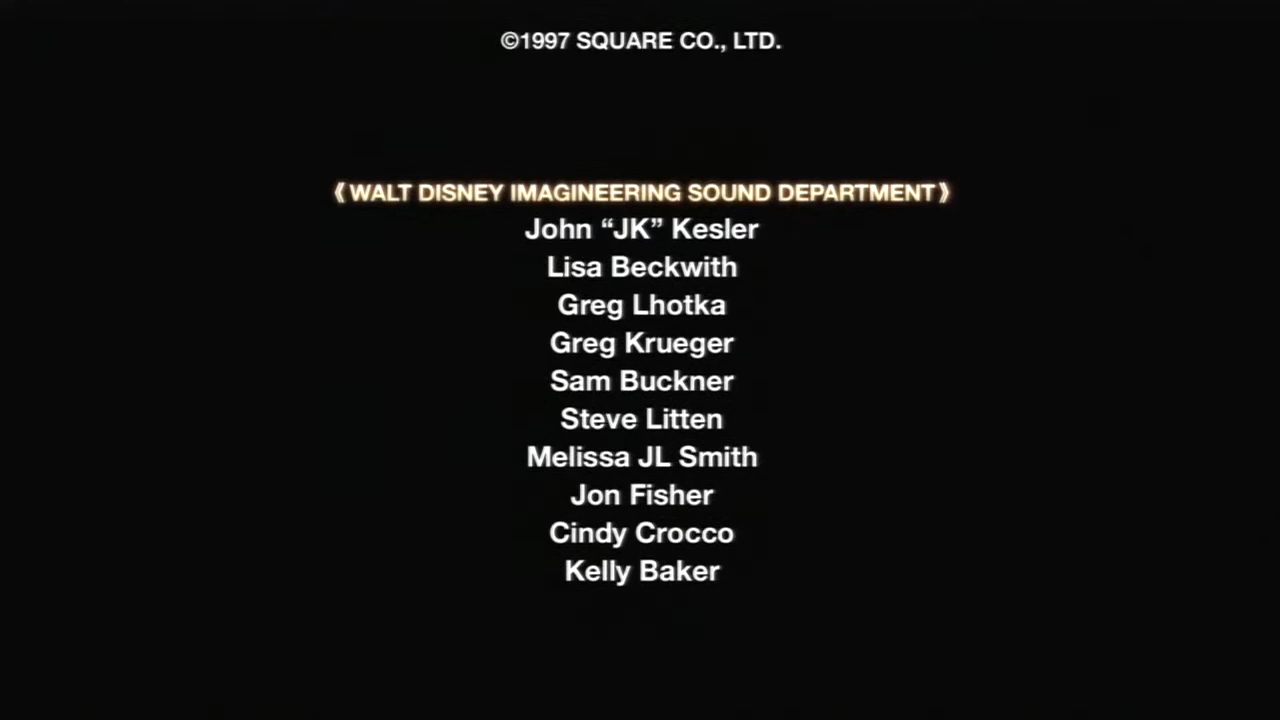 ©1997 SQUARE CO., LTD.
《WALT DISNEY IMAGINEERING SOUND DEPARTMENT》
John “JK” Kesler
Lisa Beckwith
Greg Lhotka
Greg Krueger
Sam Buckner
Steve Litten
Melissa JL Smith
Jon Fisher
Cindy Crocco
Kelly Baker